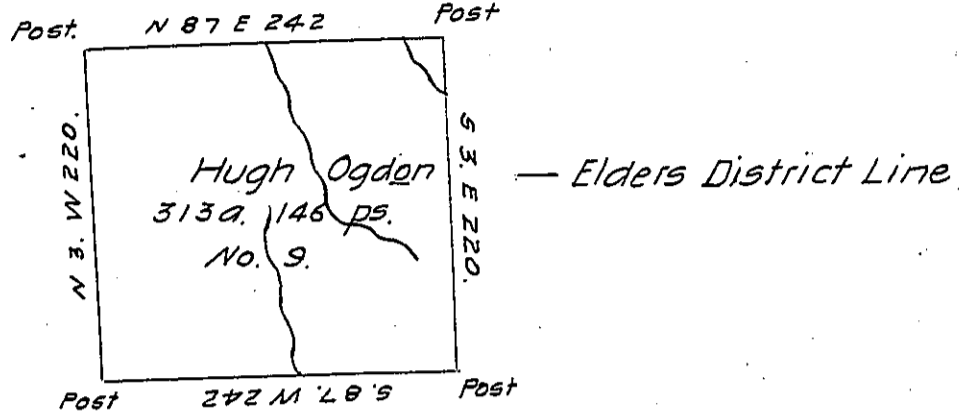 Post. N 87 E 242 Post
N 3. W 220.
S 3. E 220.
Hugh Ogdon — Elders District Line
313a. 146 ps.
No. 9.
Post S. 87. W 242 Post